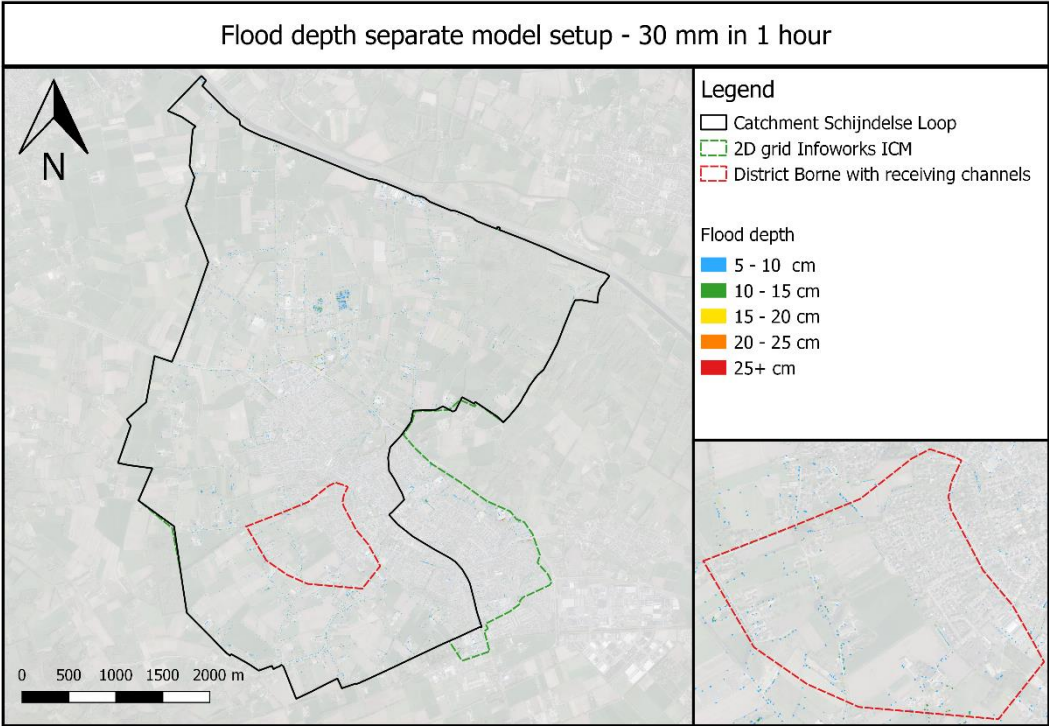 Flood depth separate model setup - 30 mm in 1 hour
N
0 500 1000 1500 2000 m
Legend
Catchment Schijndelse Loop
2D grid Infoworks ICM
District Borne with receiving channels
Flood depth
5 - 10 cm
10 - 15 cm
15 - 20 cm
20 - 25 cm
25+ cm